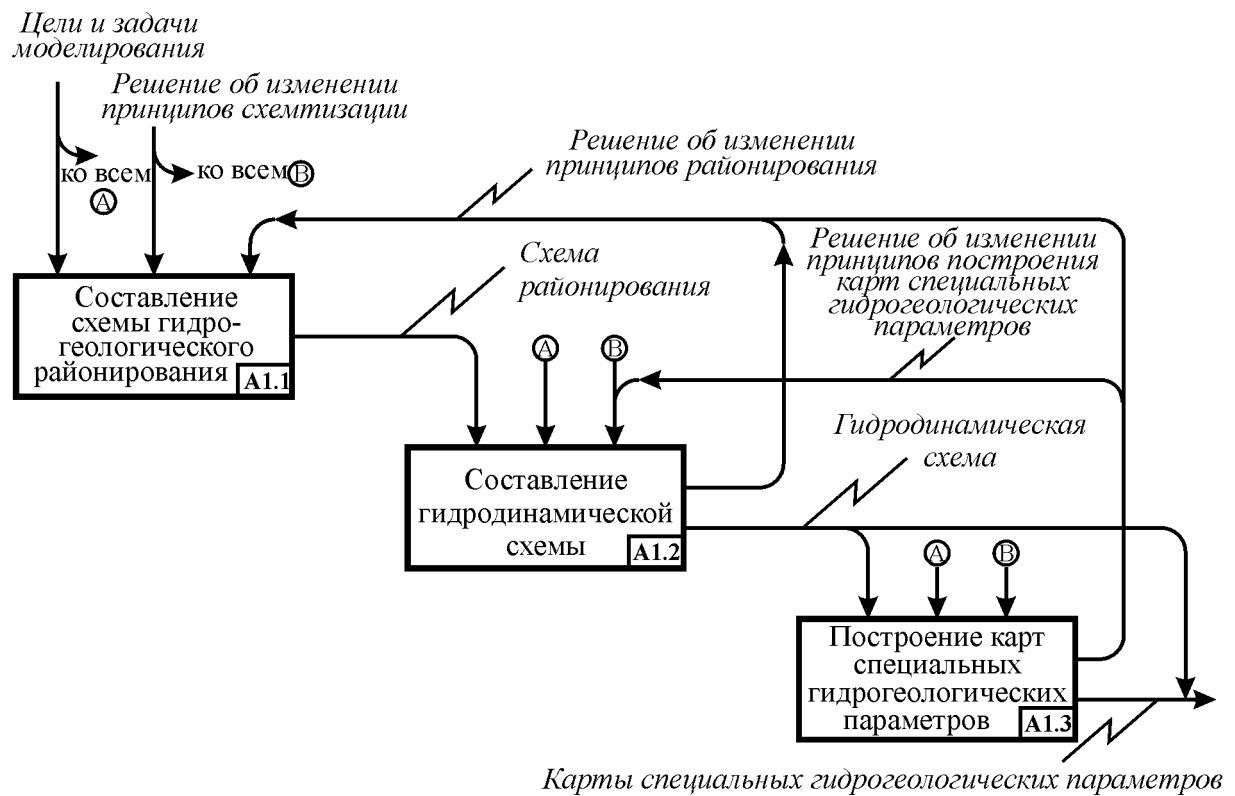 Цели и задачи
моделирования
Решение об изменении
принципов схемтизации
ко всем
A
ко всем B
Решение об изменении
принципов районирования
Схема
районирования
Решение об изменении
принципов построения
карт специальных
гидрогеологических
параметров
Составление
схемы гидро-
геологического
районирования
A1.1
A
B
Гидродинамическая
схема
Составление
гидродинамической
схемы
A1.2
A
B
Построение карт
специальных
гидрогеологических
параметров
A1.3
Карты специальных гидрогеологических параметров